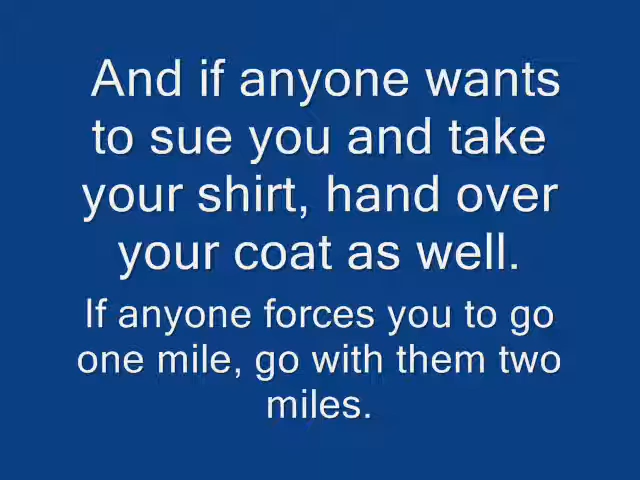 And if anyone wants
to sue you and take
your shirt, hand over
your coat as well.
If anyone forces you to go
one mile, go with them two
miles.